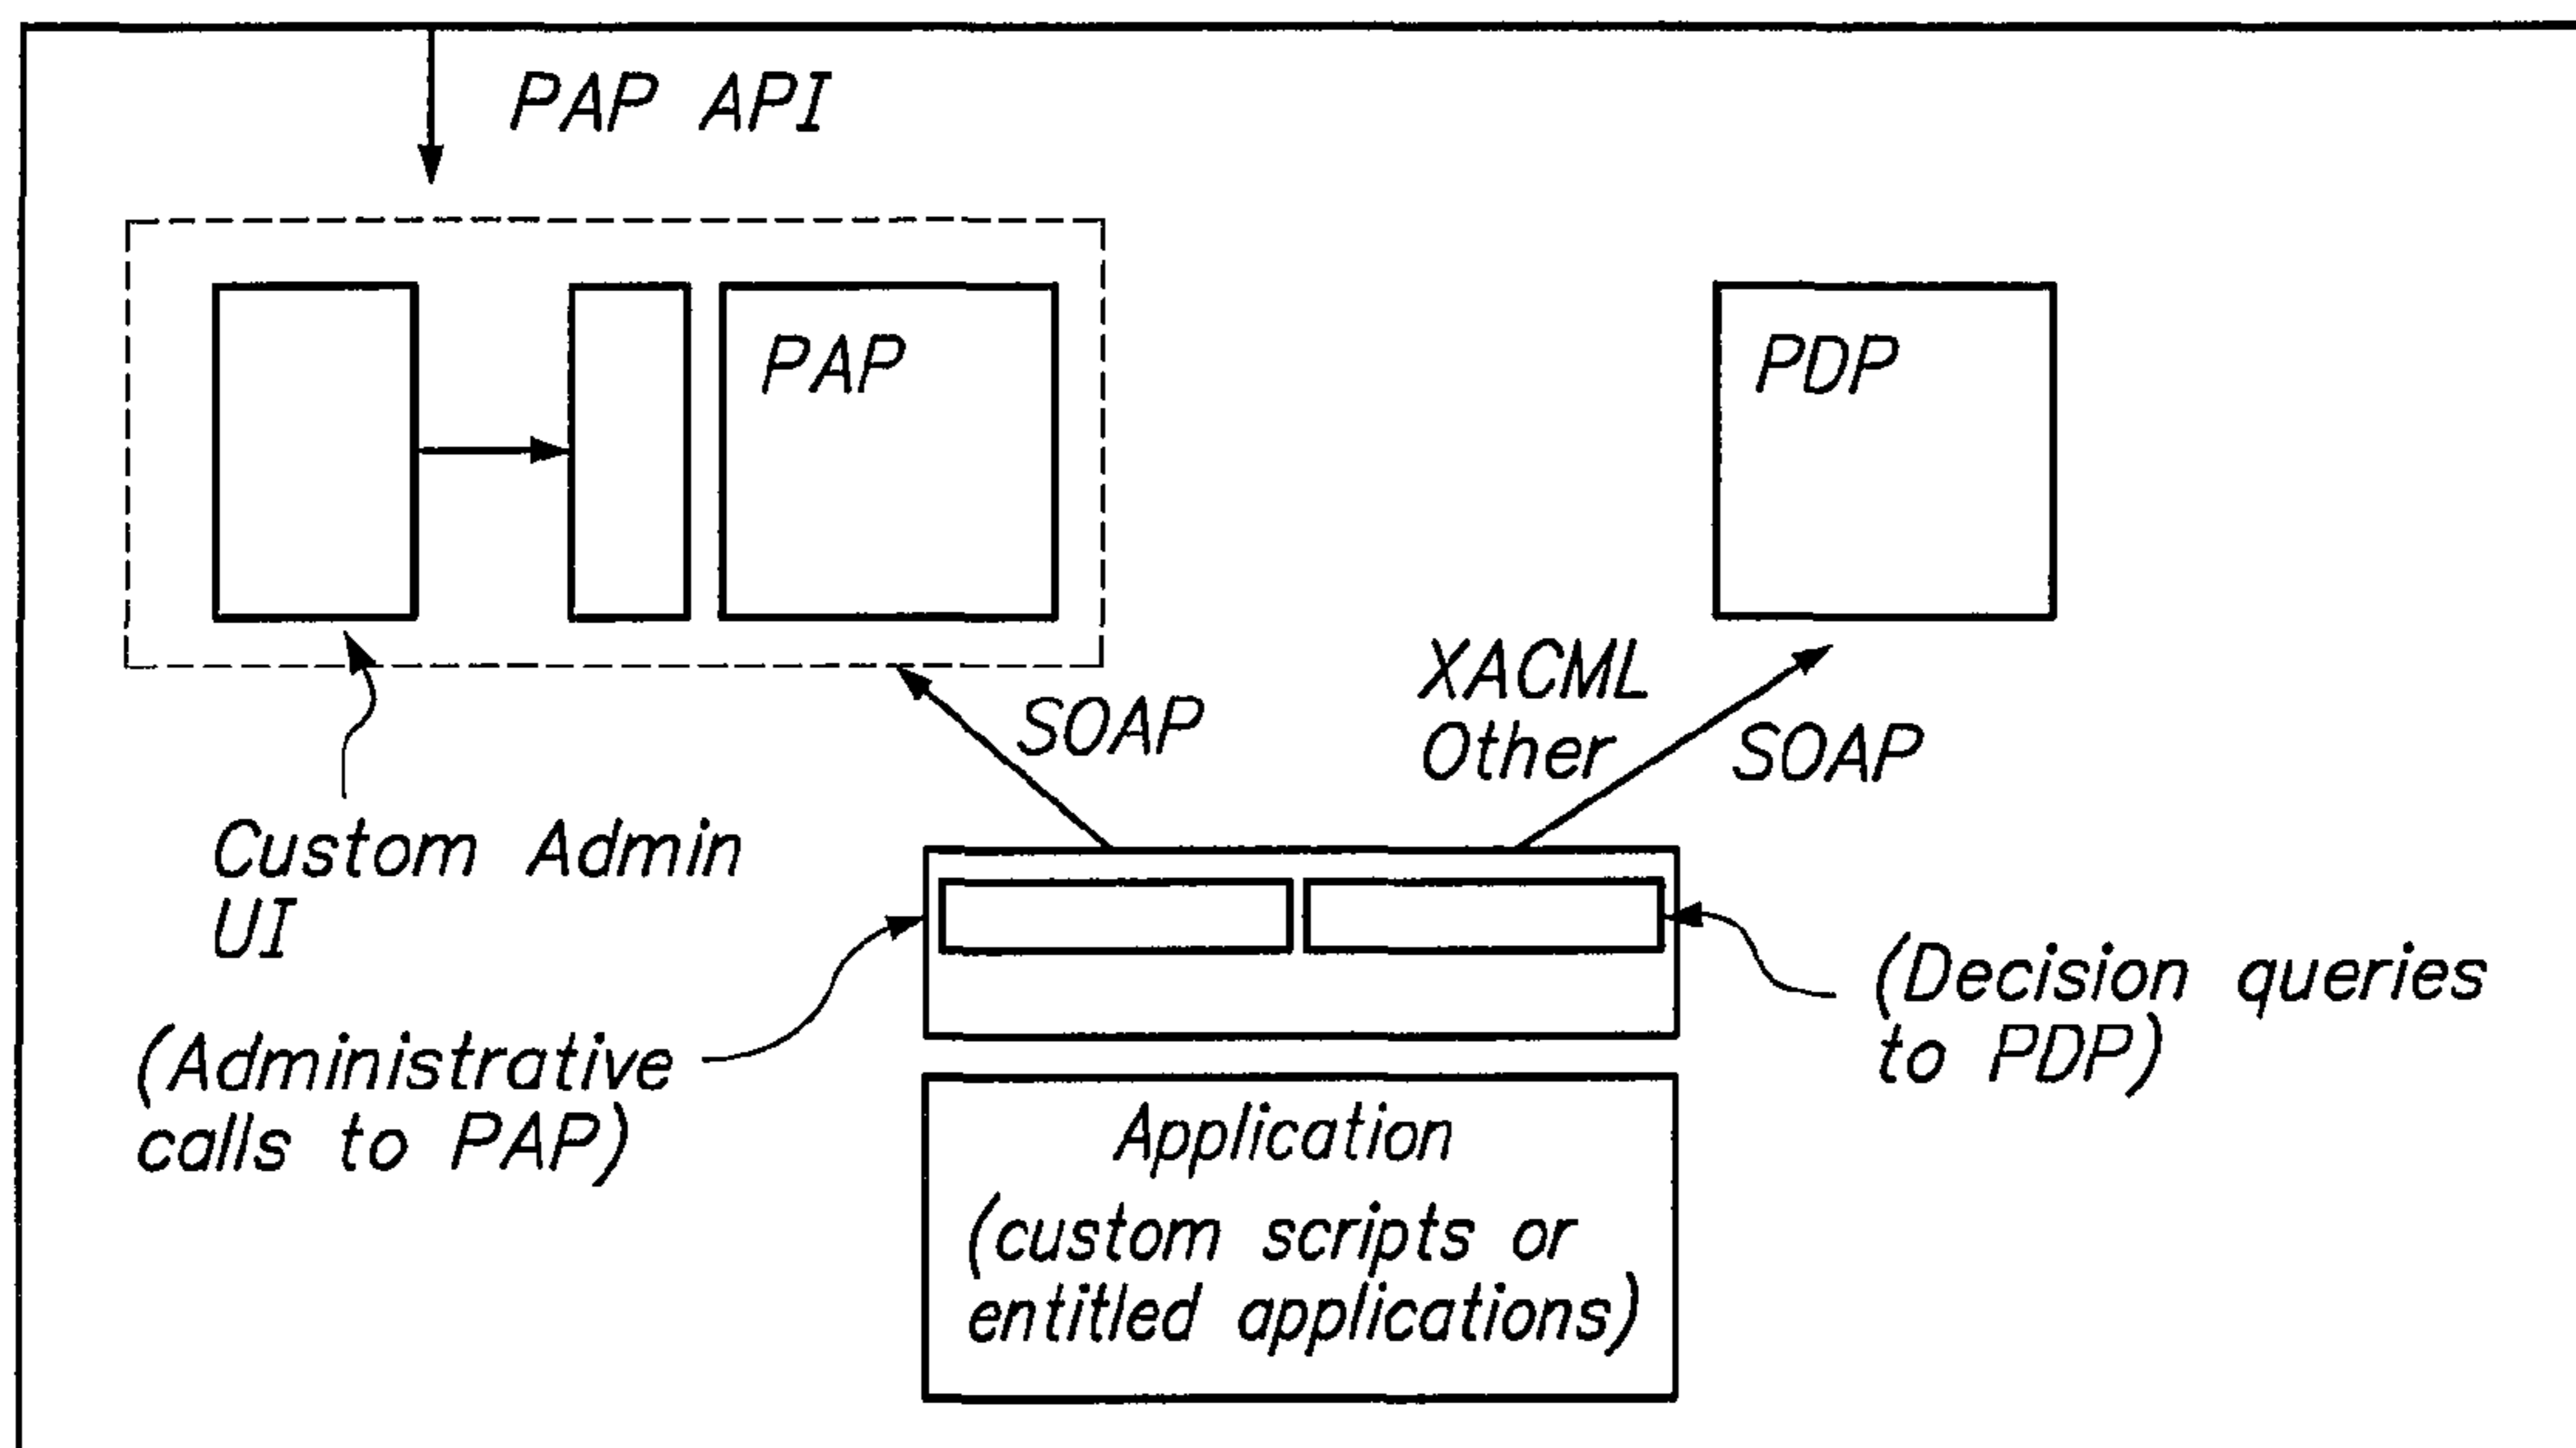 PAP API
PAP
PDP
SOAP
XACML
Other
SOAP
Custom Admin
UI
(Administrative
calls to PAP)
(Decision queries
to PDP)
Application
(custom scripts or
entitled applications)